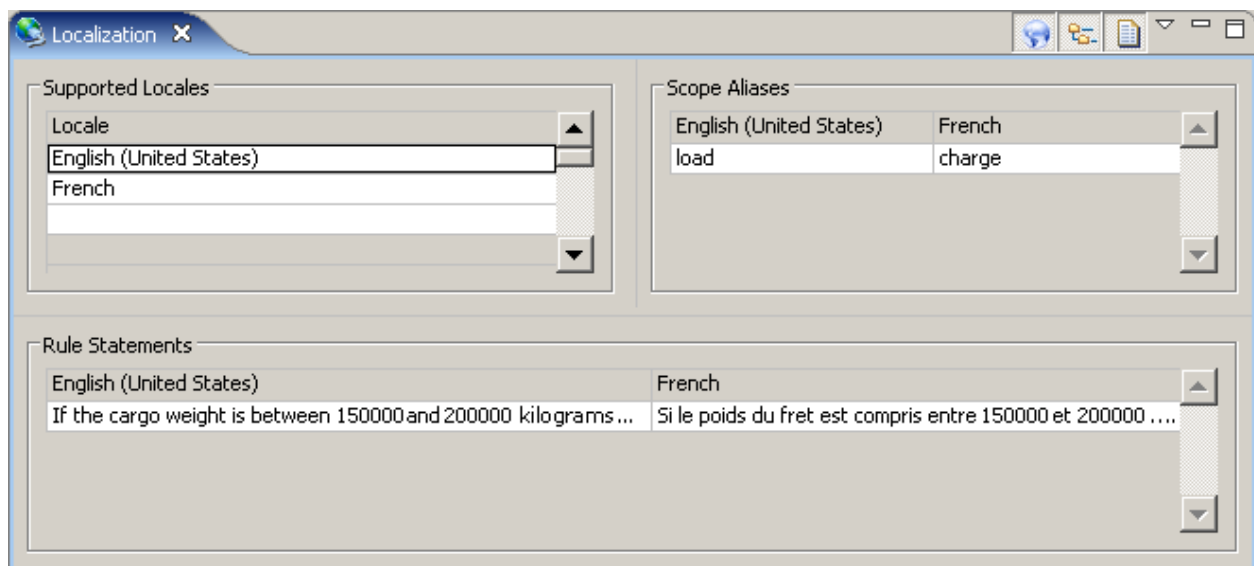 Localization
Supported Locales
Locale
English (United States)
French
Scope Aliases
English (United States) French
load charge
Rule Statements
English (United States) French
If the cargo weight is between 150000 and 200000 kilograms ... Si le poids du fret est compris entre 150000 et 200000 ....